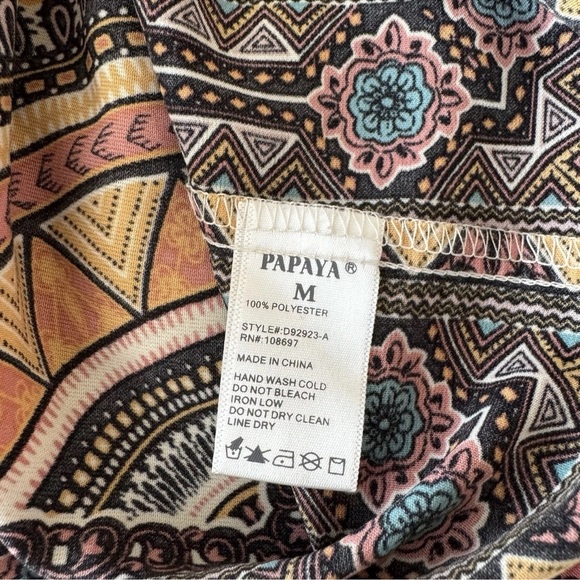 PAPAYA®
M
100% POLYESTER
STYLE#:D92923-A
RN#:108697
MADE IN CHINA
HAND WASH COLD
DO NOT BLEACH
IRON LOW
DO NOT DRY CLEAN
LINE DRY